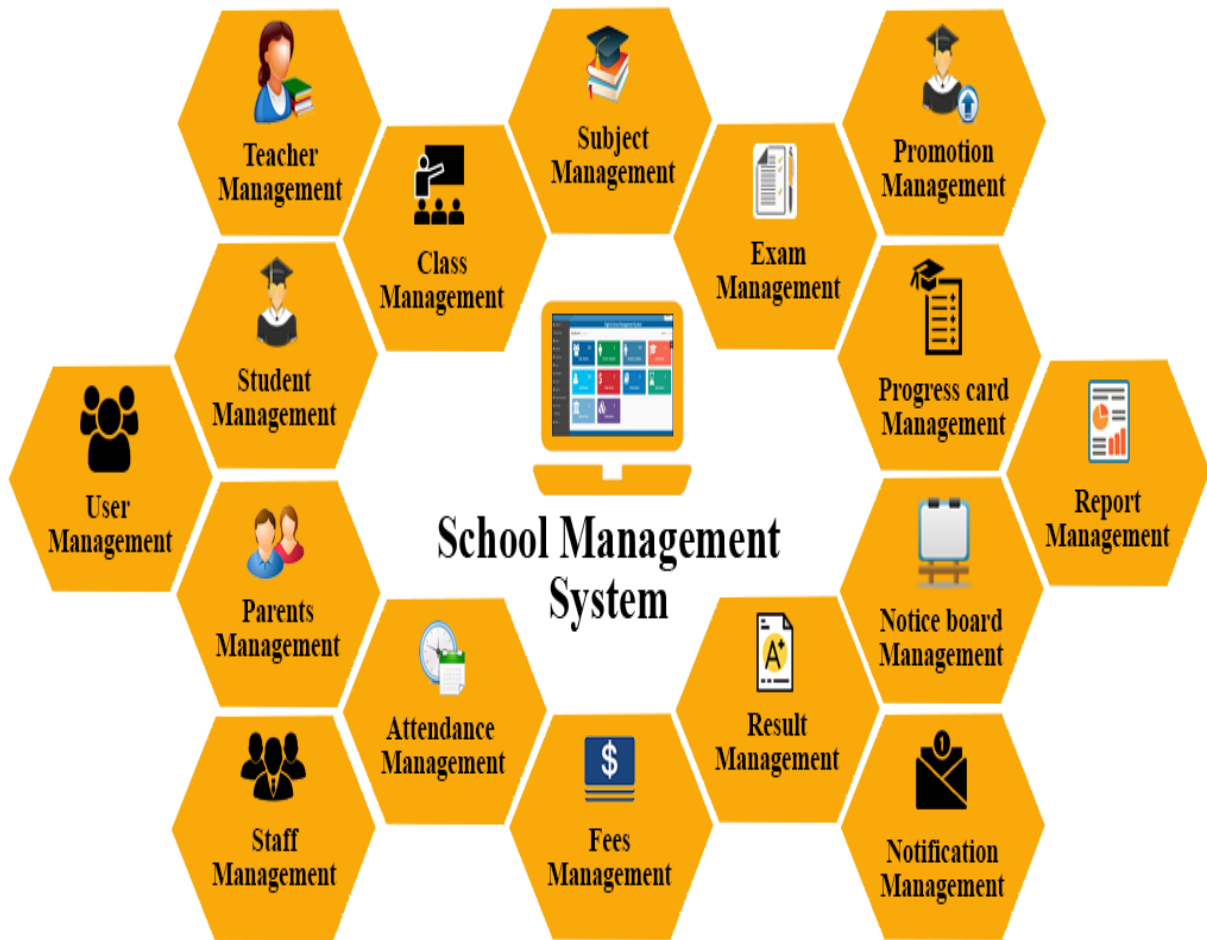 Teacher
Management
Subject
Management
Promotion
Management
Class
Management
Exam
Management
Student
Management
Progress card
Management
User
Management
Report
Management
School Management
System
Parents
Management
Notice board
Management
Attendance
Management
A+
Result
Management
Staff
Management
$
Fees
Management
1
Notification
Management